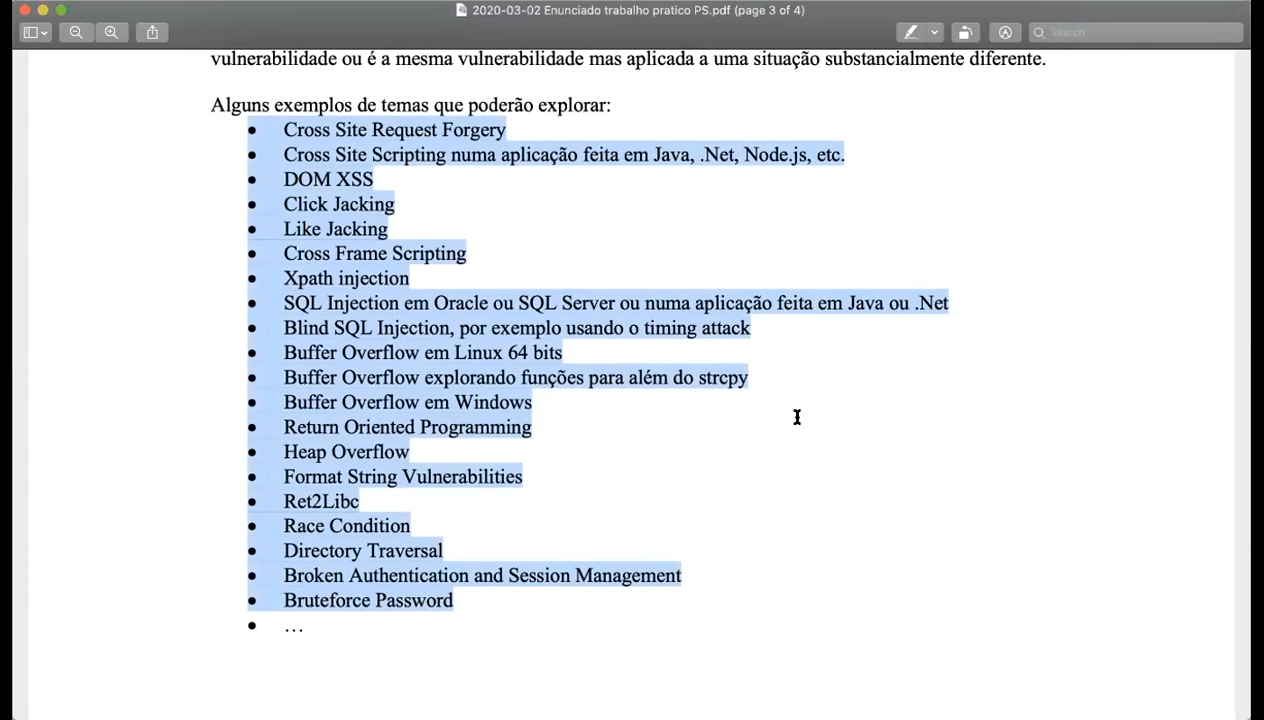 2020-03-02 Enunciado trabalho pratico PS.pdf (page 3 of 4)
Search
vulnerabilidade ou é a mesma vulnerabilidade mas aplicada a uma situação substancialmente diferente.
Alguns exemplos de temas que poderão explorar:
• Cross Site Request Forgery
• Cross Site Scripting numa aplicação feita em Java, .Net, Node.js, etc.
• DOM XSS
• Click Jacking
• Like Jacking
• Cross Frame Scripting
• Xpath injection
• SQL Injection em Oracle ou SQL Server ou numa aplicação feita em Java ou .Net
• Blind SQL Injection, por exemplo usando o timing attack
• Buffer Overflow em Linux 64 bits
• Buffer Overflow explorando funções para além do strcpy
• Buffer Overflow em Windows
• Return Oriented Programming
• Heap Overflow
• Format String Vulnerabilities
• Ret2Libc
• Race Condition
• Directory Traversal
• Broken Authentication and Session Management
• Bruteforce Password
• …